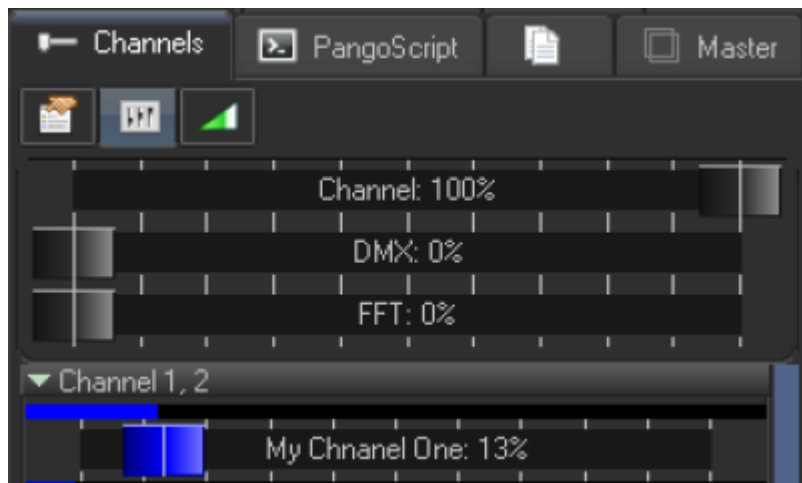 Channels PangoScript Master
Channel: 100%
DMX: 0%
FFT: 0%
Channel 1, 2
My Chnanel One: 13%